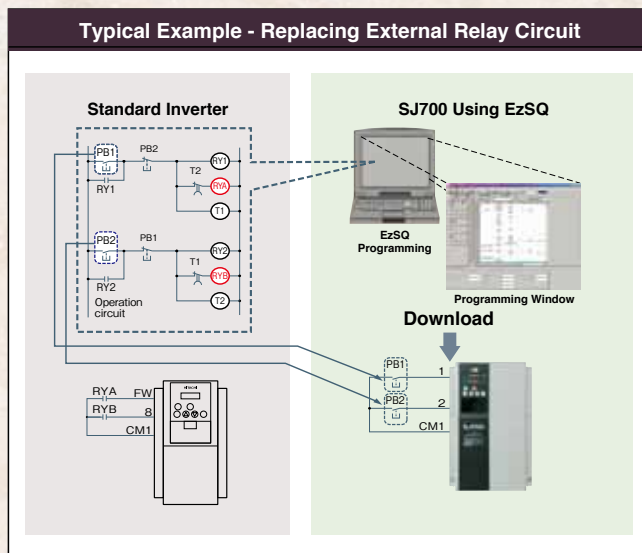 Typical Example - Replacing External Relay Circuit
Standard Inverter
PB1
PB2
RY1
T2
RY1
RYA
T1
PB2
PB1
RY2
T1
RY2
RYB
T2
Operation
circuit
RYA
FW
RYB
8
CM1
HITACHI
SJ700 Using EzSQ
EzSQ
Programming
Programming Window
Download
PB1
1
PB2
2
CM1